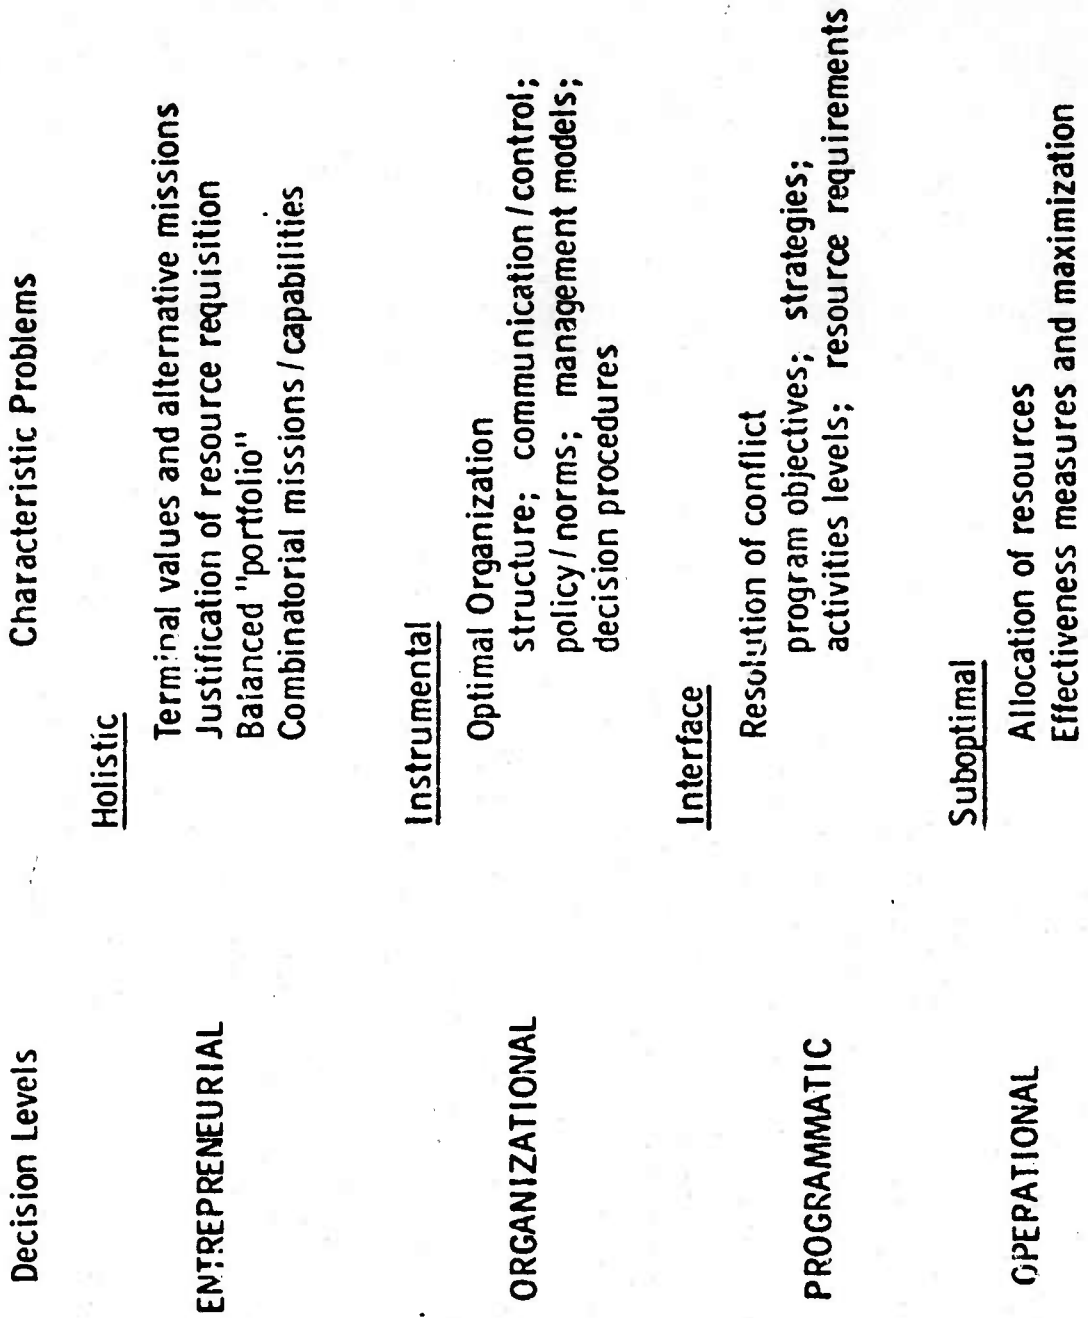 Decision Levels Characteristic Problems
Holistic
ENTREPRENEURIAL
Terminal values and alternative missions
Justification of resource requisition
Balanced "portfolio"
Combinatorial missions / capabilities
Instrumental
ORGANIZATIONAL
Optimal Organization
structure; communication / control;
policy / norms; management models;
decision procedures
Interface
PROGRAMMATIC
Resolution of conflict
program objectives; strategies;
activities levels; resource requirements
Suboptimal
OPERATIONAL
Allocation of resources
Effectiveness measures and maximization